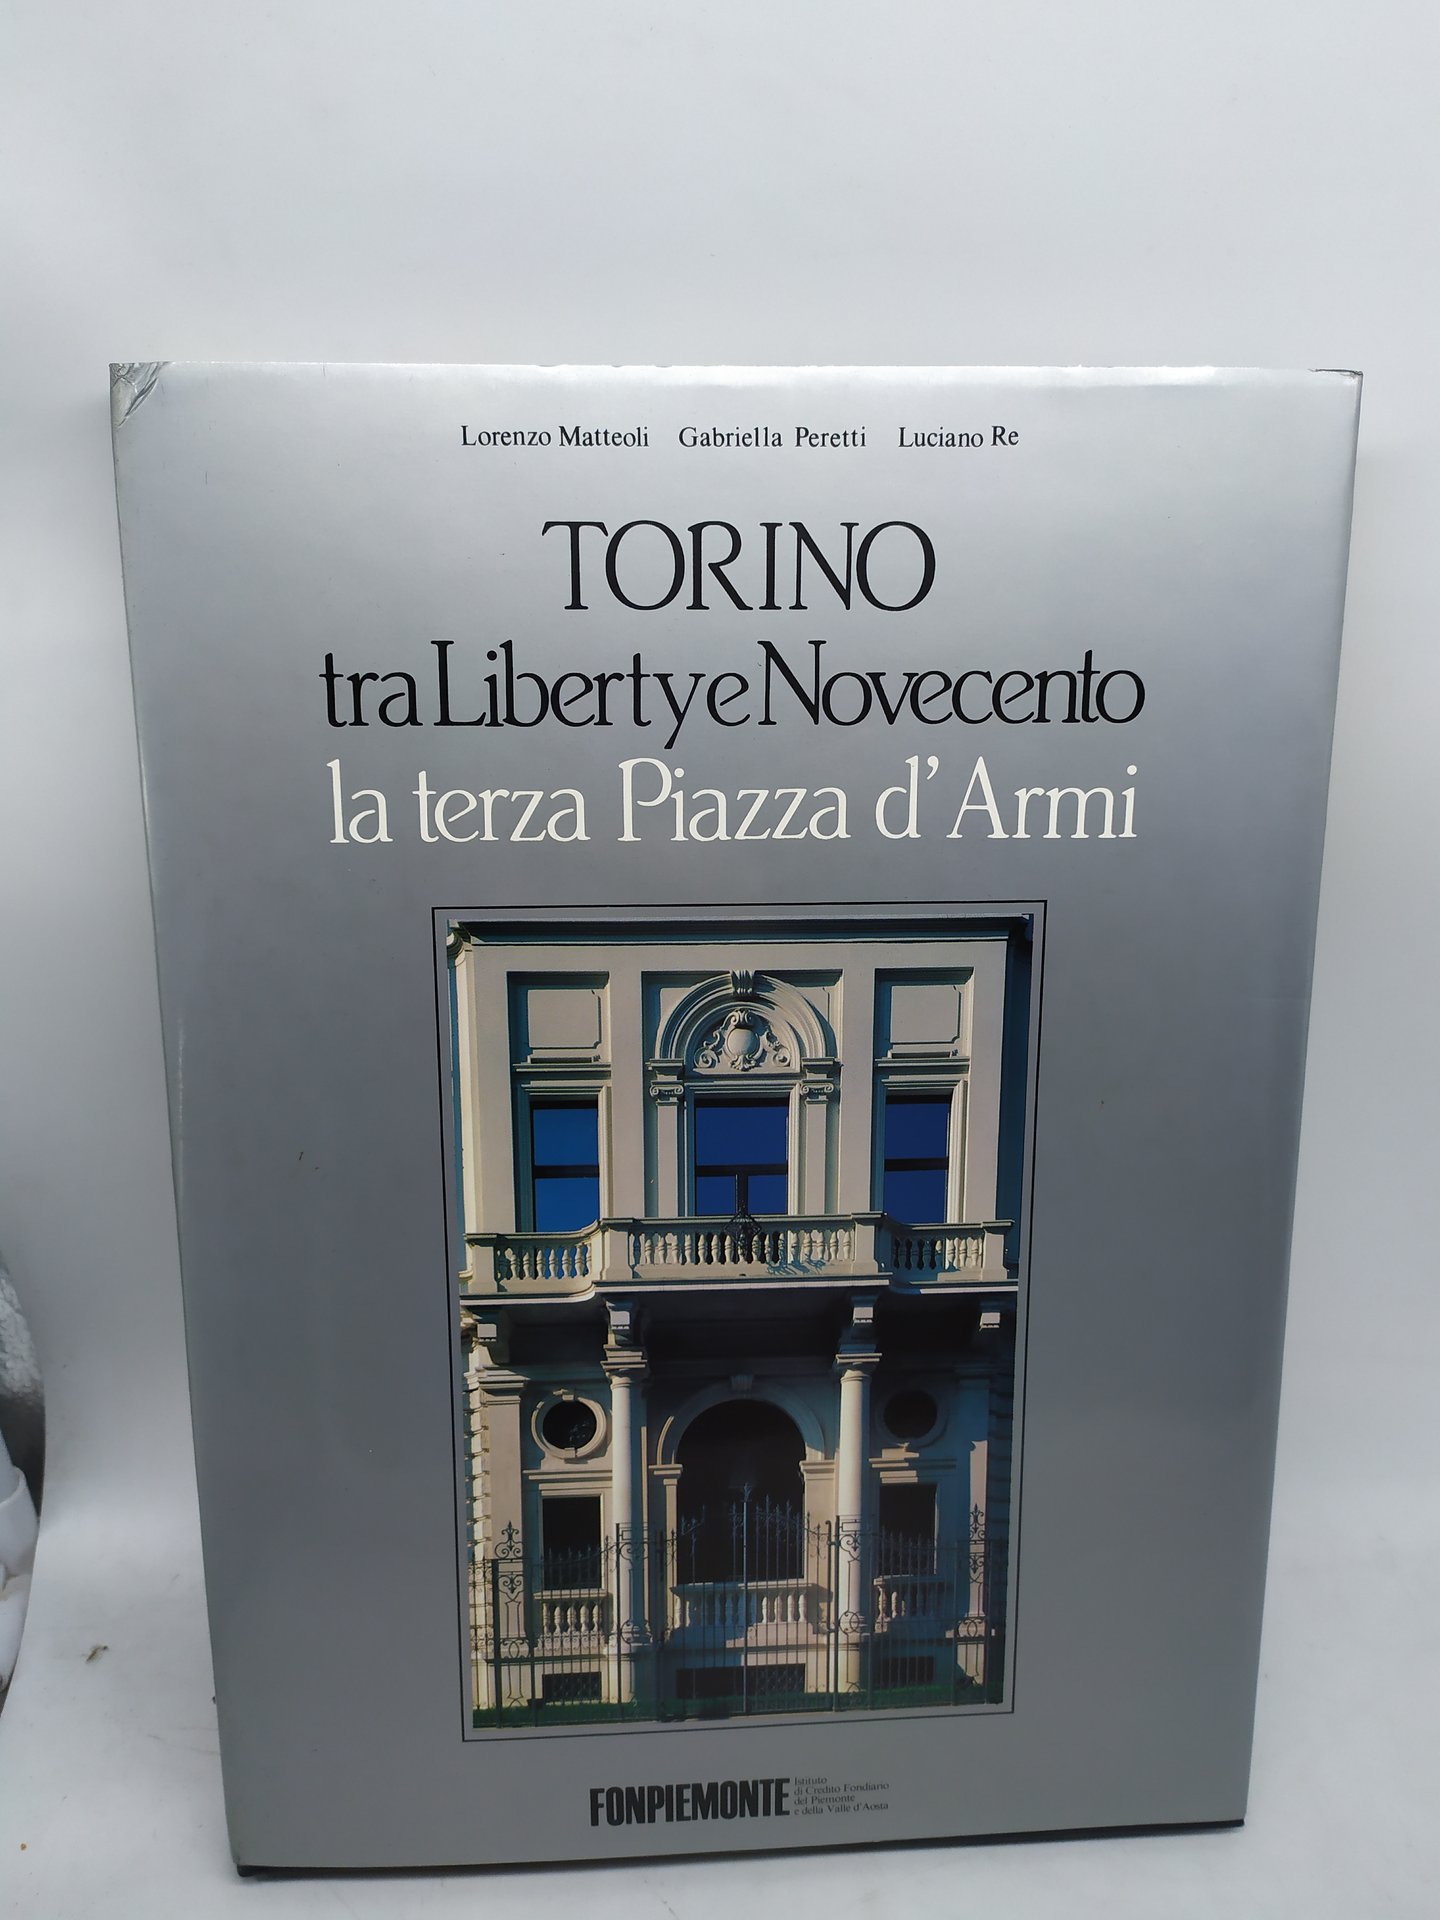 Lorenzo Matteoli Gabriella Peretti Luciano Re
TORINO
tra Liberty e Novecento
la terza Piazza d'Armi
FONPIEMONTE
Istituto
di Credito Fondiario
del Piemonte
e della Valle d'Aosta